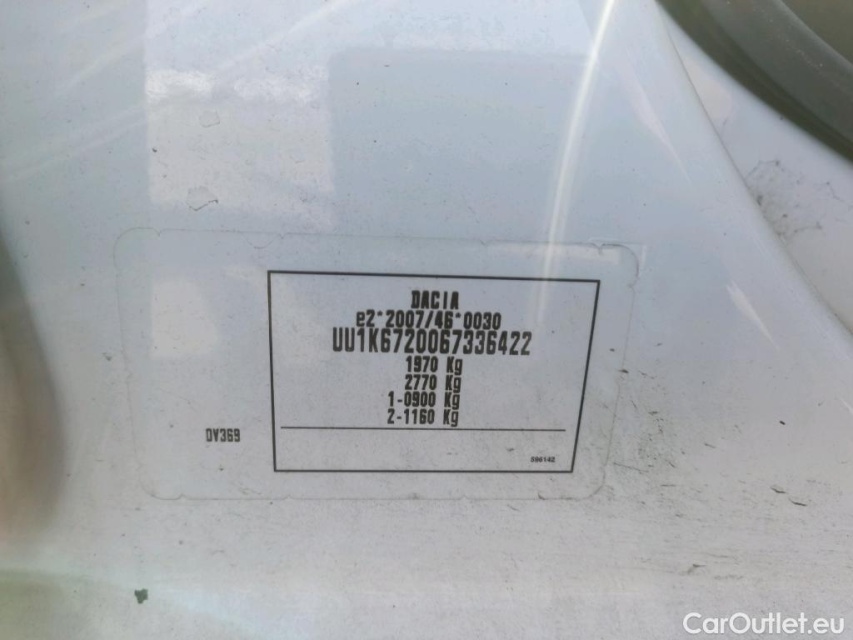 DACIA
e2*2007/46*0030
UU1K6720067336422
1970 Kg
2770 Kg
1-0900 Kg
2-1160 Kg
DV369
CarOutlet.eu